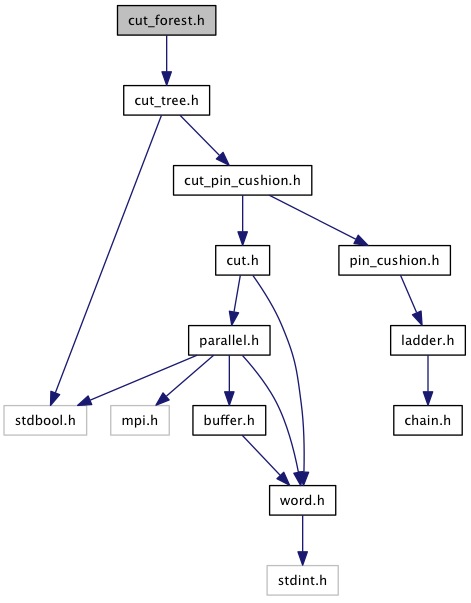 cut_forest.h
cut_tree.h
cut_pin_cushion.h
cut.h
pin_cushion.h
parallel.h
ladder.h
stdbool.h
mpi.h
buffer.h
chain.h
word.h
stdint.h